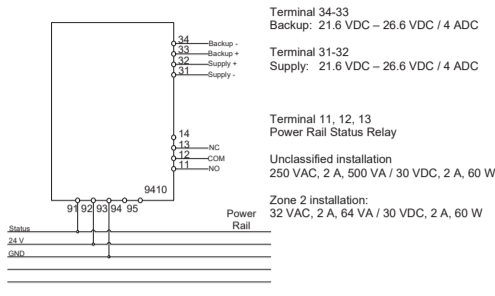 34
Backup -
33
Backup +
32
Supply +
31
Supply -
14
13
NC
12
COM
11
NO
9410
91 92 93 94 95
Power
Rail
Status
24 V
GND
Terminal 34-33
Backup: 21.6 VDC – 26.6 VDC / 4 ADC
Terminal 31-32
Supply: 21.6 VDC – 26.6 VDC / 4 ADC
Terminal 11, 12, 13
Power Rail Status Relay
Unclassified installation
250 VAC, 2 A, 500 VA / 30 VDC, 2 A, 60 W
Zone 2 installation:
32 VAC, 2 A, 64 VA / 30 VDC, 2 A, 60 W